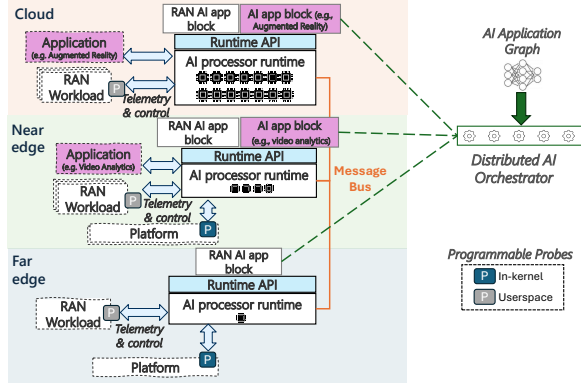 Cloud
RAN AI app
block
AI app block (e.g.,
Augmented Reality)
Application
(e.g. Augmented Reality)
Runtime API
AI processor runtime
RAN
Workload
P
Telemetry
& control
Near
edge
RAN AI app
block
AI app block
(e.g., video analytics)
Application
(e.g. Video Analytics)
Runtime API
AI processor runtime
RAN
Workload
P
Telemetry
& control
Platform
P
Message
Bus
Far
edge
RAN AI app
block
Runtime API
AI processor runtime
RAN
Workload
P
Telemetry
& control
Platform
P
AI Application
Graph
Distributed AI
Orchestrator
Programmable Probes
P In-kernel
P Userspace